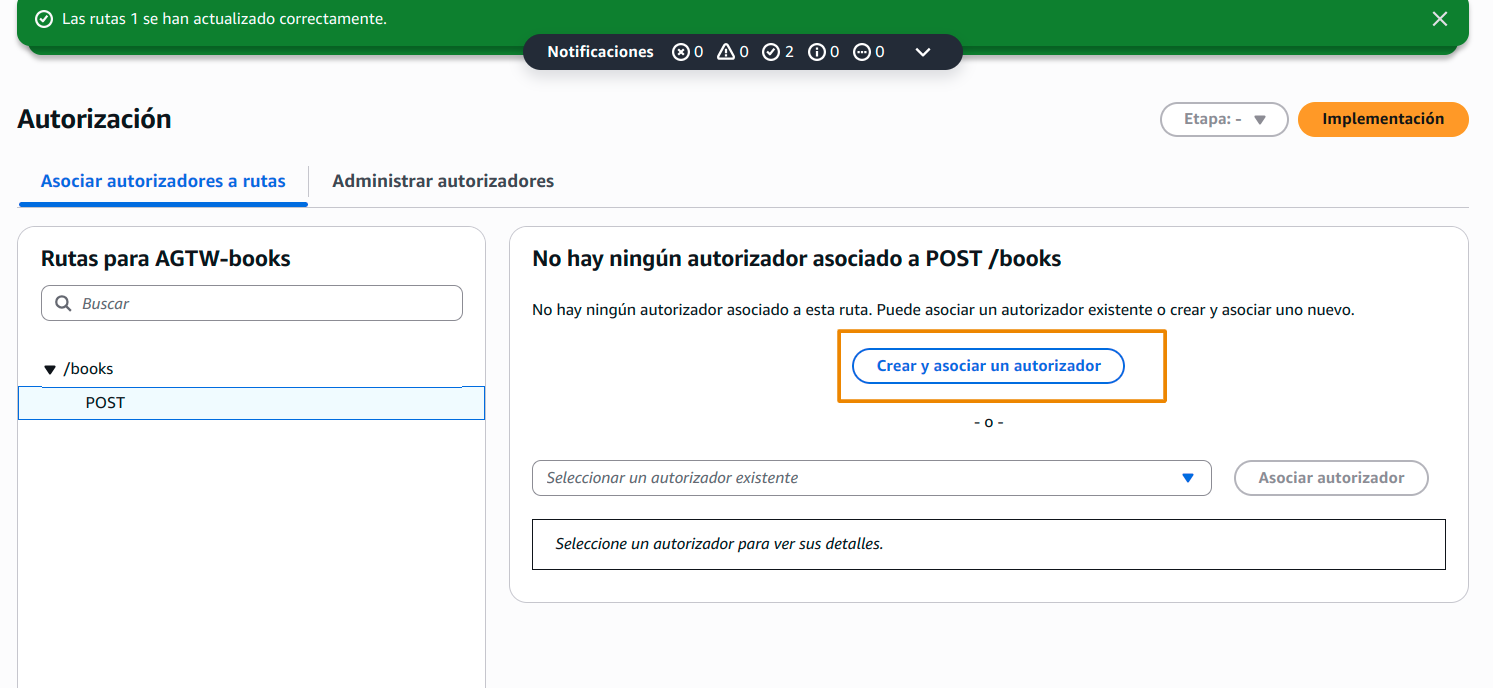 Las rutas 1 se han actualizado correctamente.
Notificaciones 0 0 2 0 0
Autorización
Etapa: -
Implementación
Asociar autorizadores a rutas
Administrar autorizadores
Rutas para AGTW-books
Buscar
/books
POST
No hay ningún autorizador asociado a POST /books
No hay ningún autorizador asociado a esta ruta. Puede asociar un autorizador existente o crear y asociar uno nuevo.
Crear y asociar un autorizador
- o -
Seleccionar un autorizador existente
Asociar autorizador
Seleccione un autorizador para ver sus detalles.